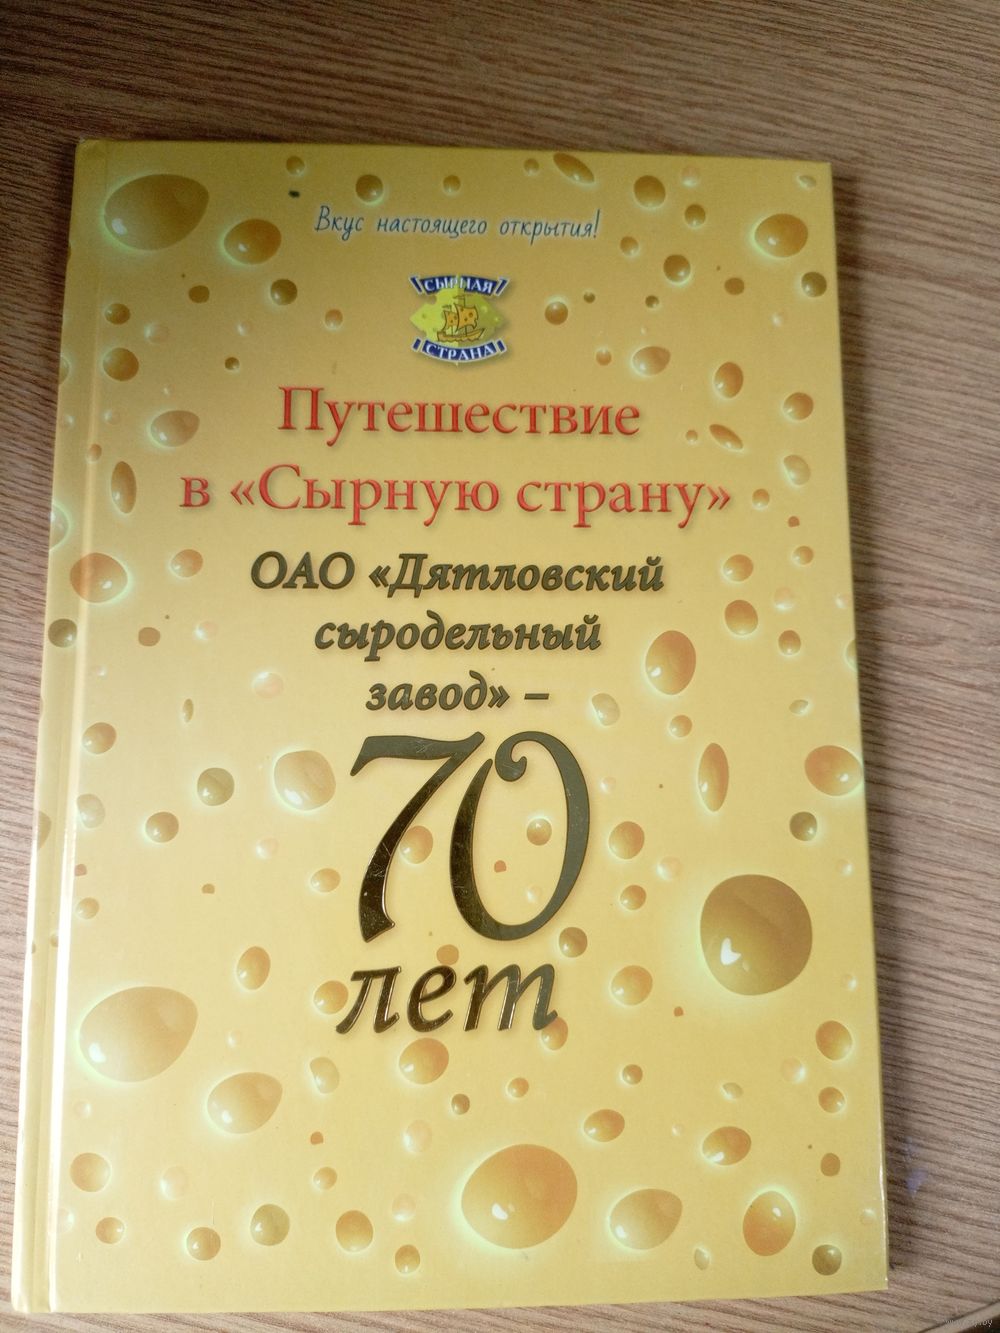 Вкус настоящего открытия!
СЫРНАЯ
СТРАНА
Путешествие
в «Сырную страну»
ОАО «Дятловский
сыродельный
завод» –
70
лет